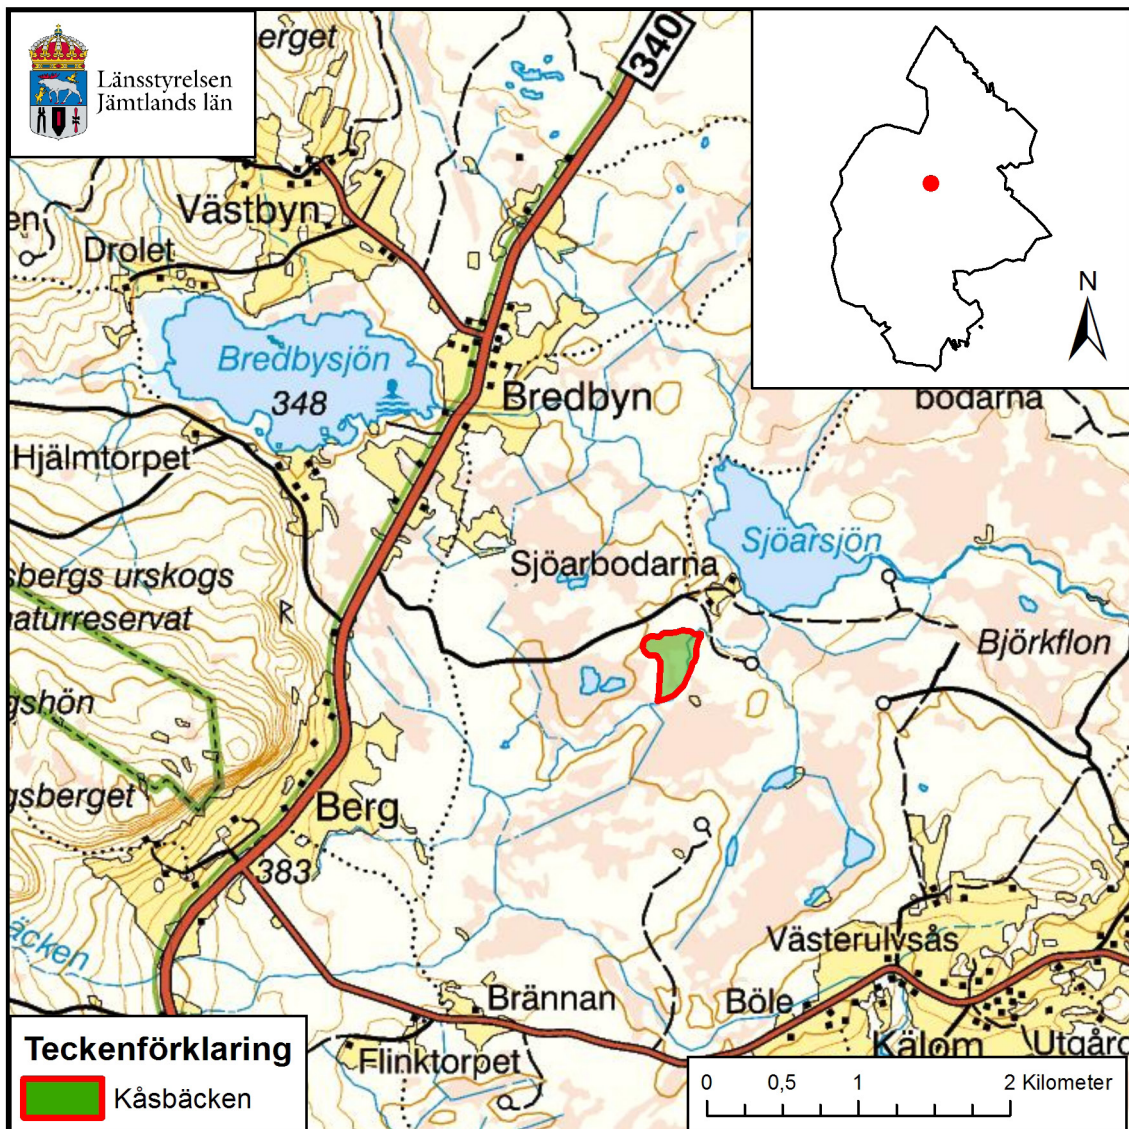 Länsstyrelsen
Jämtlands län
erget
340
N
Västbyn
en
Drolet
Bredbysjön
348
Bredbyn
bodarna
Hjälmtorpet
Sjöarsjön
Sjöarbodarna
sbergs urskogs
naturreservat
R
Björkflon
gshön
gsberget
Berg
383
äcken
Västerulvsås
Brännan
Böle
Kälom
Utgård
Flinktorpet
Teckenförklaring
Kåsbäcken
0 0,5 1 2 Kilometer